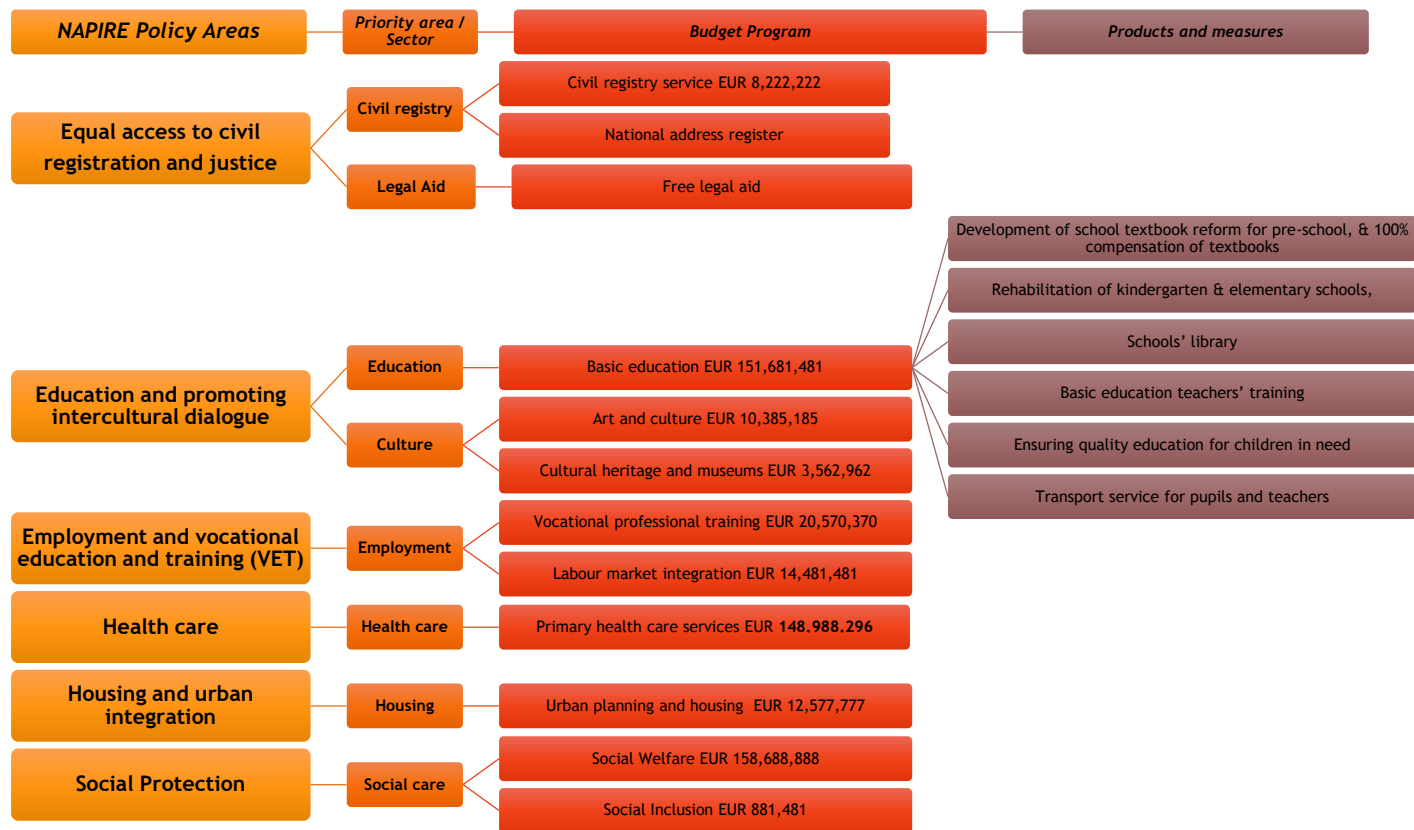 NAPIRE Policy Areas
Priority area /
Sector
Budget Program
Products and measures
Equal access to civil
registration and justice
Civil registry
Civil registry service EUR 8,222,222
National address register
Legal Aid
Free legal aid
Education and promoting
intercultural dialogue
Education
Basic education EUR 151,681,481
Development of school textbook reform for pre-school, & 100%
compensation of textbooks
Rehabilitation of kindergarten & elementary schools,
Schools' library
Basic education teachers' training
Ensuring quality education for children in need
Transport service for pupils and teachers
Culture
Art and culture EUR 10,385,185
Cultural heritage and museums EUR 3,562,962
Employment and vocational
education and training (VET)
Employment
Vocational professional training EUR 20,570,370
Labour market integration EUR 14,481,481
Health care
Health care
Primary health care services EUR 148.988.296
Housing and urban
integration
Housing
Urban planning and housing  EUR 12,577,777
Social Protection
Social care
Social Welfare EUR 158,688,888
Social Inclusion EUR 881,481